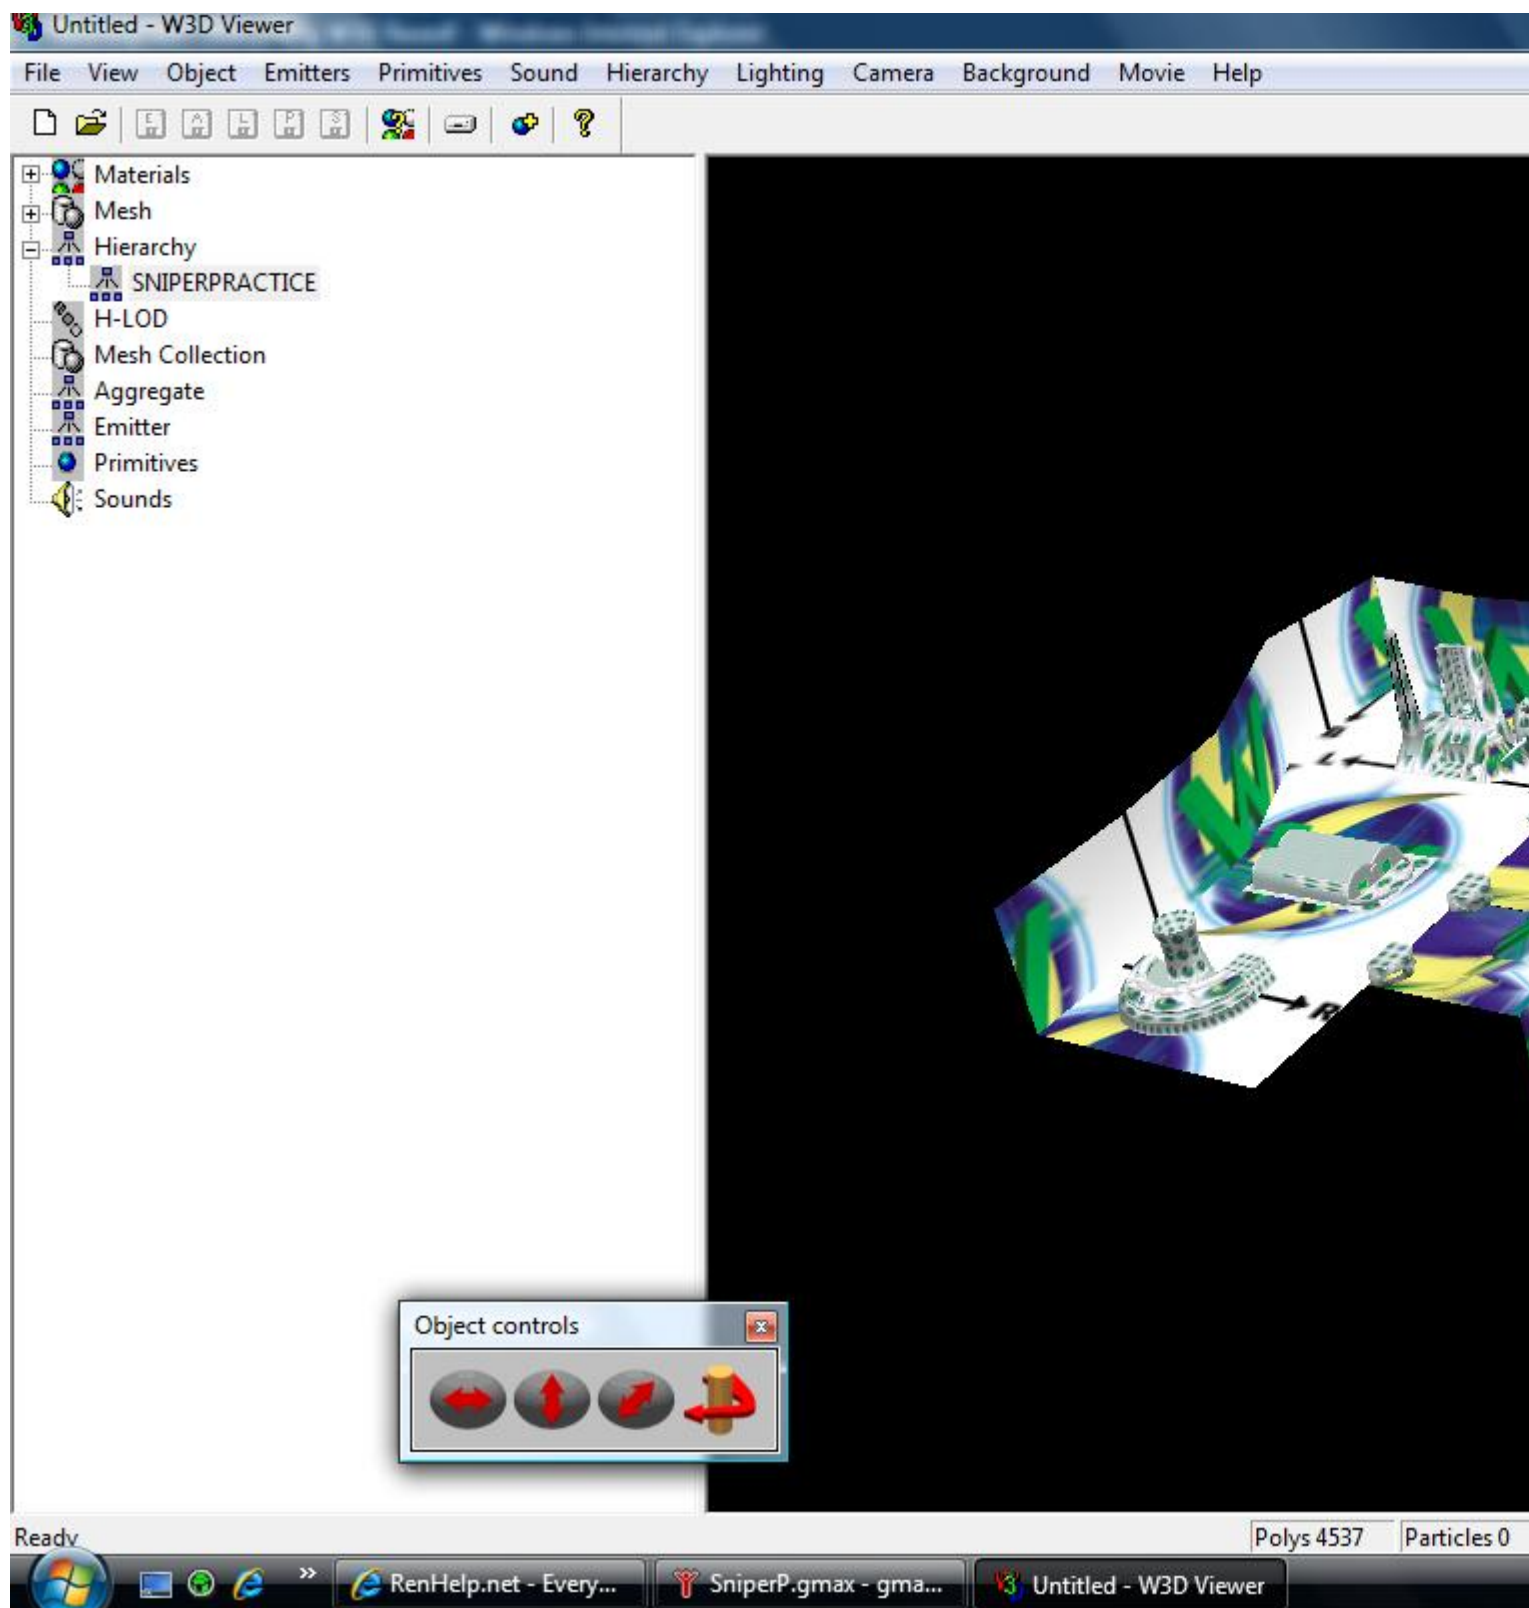 Untitled - W3D Viewer
File View Object Emitters Primitives Sound Hierarchy Lighting Camera Background Movie Help
E A L P S
Materials
Mesh
Hierarchy
SNIPERPRACTICE
H-LOD
Mesh Collection
Aggregate
Emitter
Primitives
Sounds
Object controls
Ready
Polys 4537 Particles 0
RenHelp.net - Every... SniperP.gmax - gma... Untitled - W3D Viewer